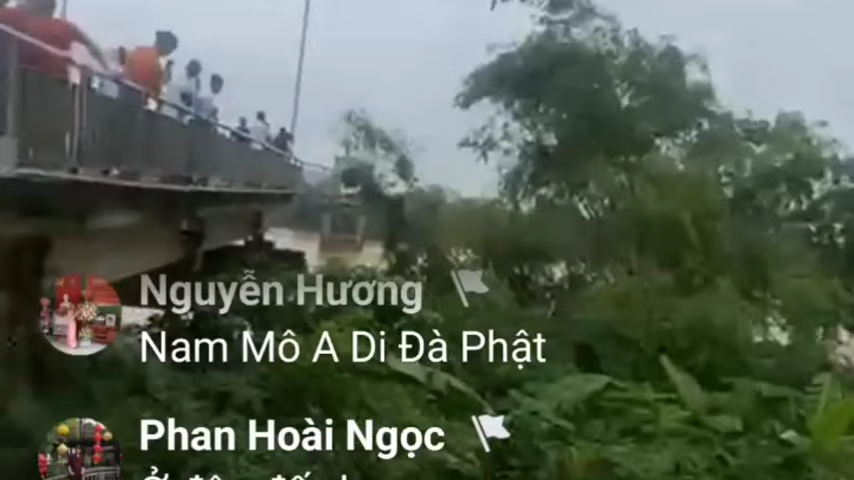 Nguyễn Hương
Nam Mô A Di Đà Phật
Phan Hoài Ngọc